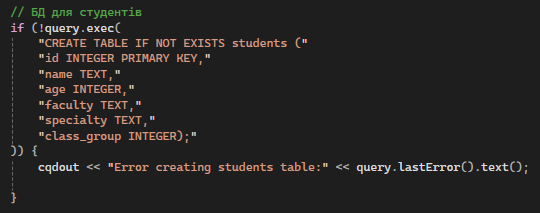 // БД для студентів
if (!query.exec(
"CREATE TABLE IF NOT EXISTS students ("
"id INTEGER PRIMARY KEY,"
"name TEXT,"
"age INTEGER,"
"faculty TEXT,"
"specialty TEXT,"
"class_group INTEGER);"
)) {
cqdout << "Error creating students table:" << query.lastError().text();
}